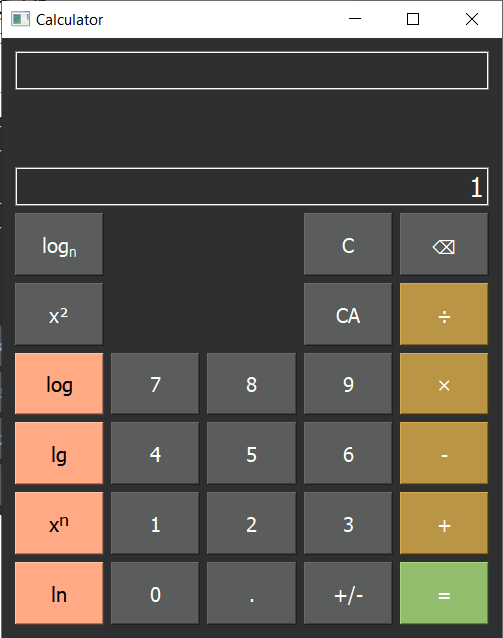 Calculator
1
logₙ C ⌫
x² CA ÷
log 7 8 9 ×
lg 4 5 6 -
xⁿ 1 2 3 +
ln 0 . +/- =